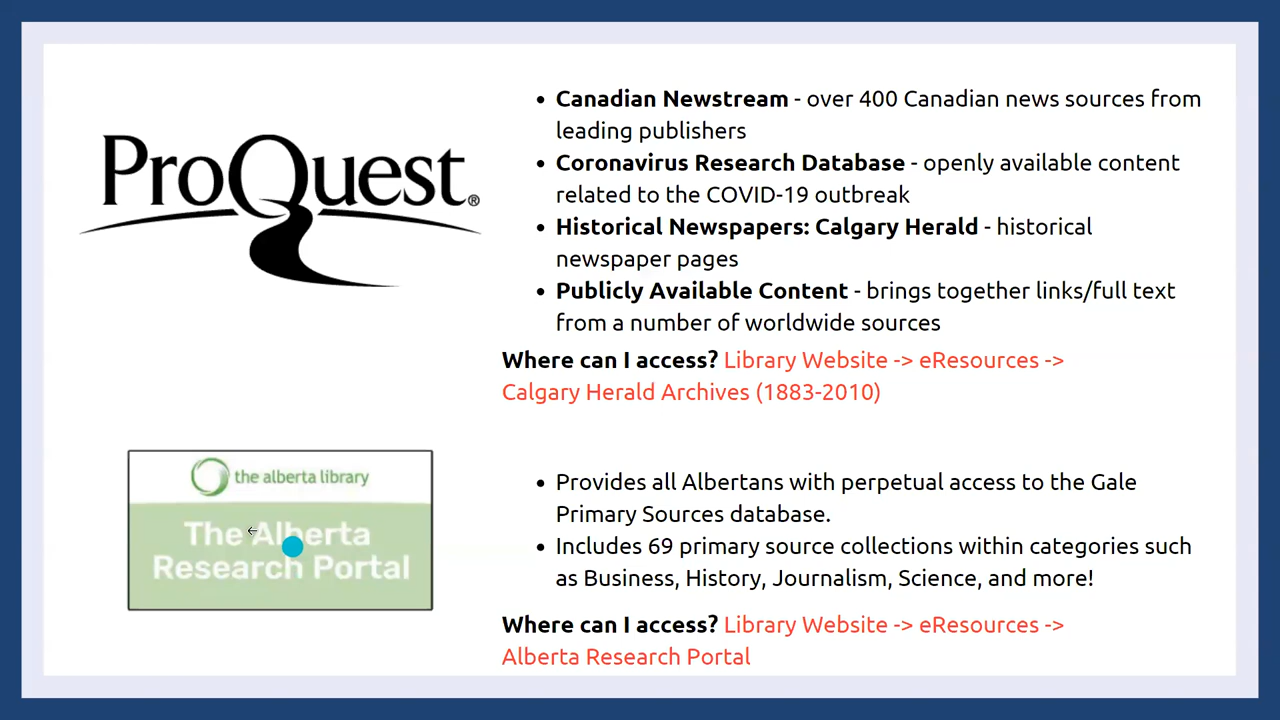 ProQuest®
• Canadian Newstream - over 400 Canadian news sources from
leading publishers
• Coronavirus Research Database - openly available content
related to the COVID-19 outbreak
• Historical Newspapers: Calgary Herald - historical
newspaper pages
• Publicly Available Content - brings together links/full text
from a number of worldwide sources
Where can I access? Library Website -> eResources ->
Calgary Herald Archives (1883-2010)
the alberta library
The Alberta
Research Portal
• Provides all Albertans with perpetual access to the Gale
Primary Sources database.
• Includes 69 primary source collections within categories such
as Business, History, Journalism, Science, and more!
Where can I access? Library Website -> eResources ->
Alberta Research Portal